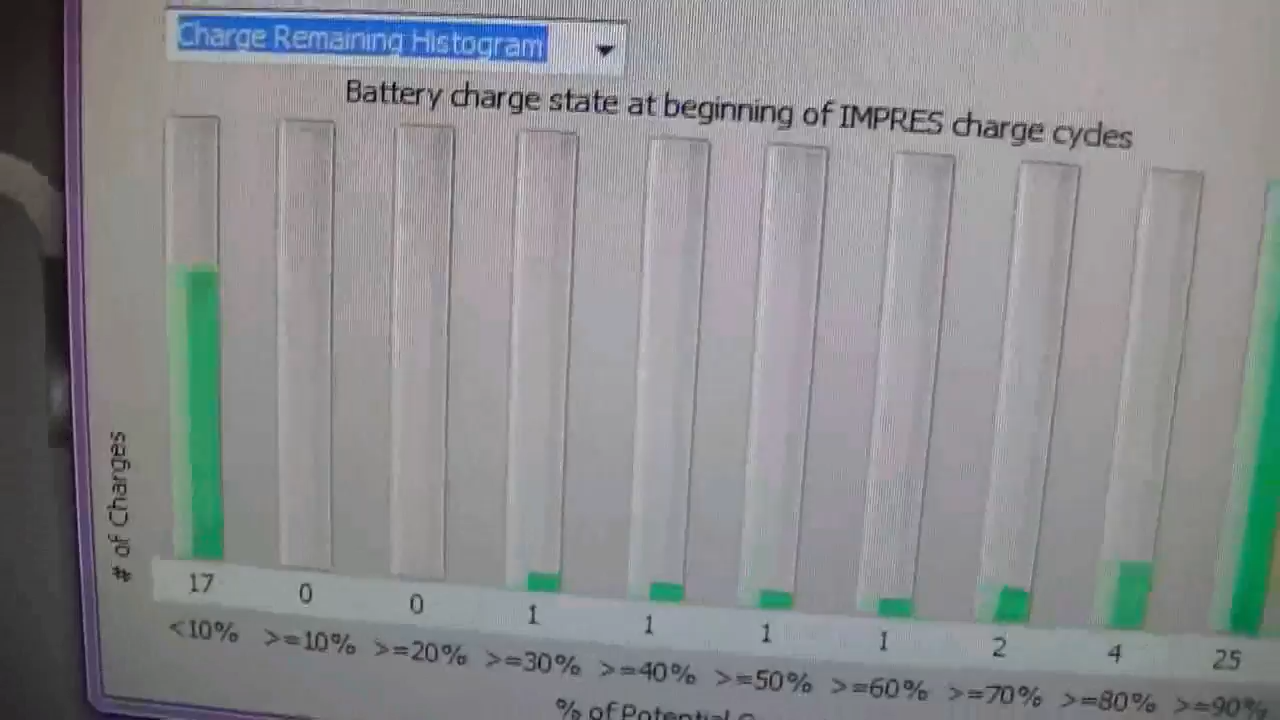 Charge Remaining Histogram
Battery charge state at beginning of IMPRES charge cycles
# of Charges
17 0 0 1 1 1 1 2 4 25
<10% >=10% >=20% >=30% >=40% >=50% >=60% >=70% >=80% >=90%
% of Potential